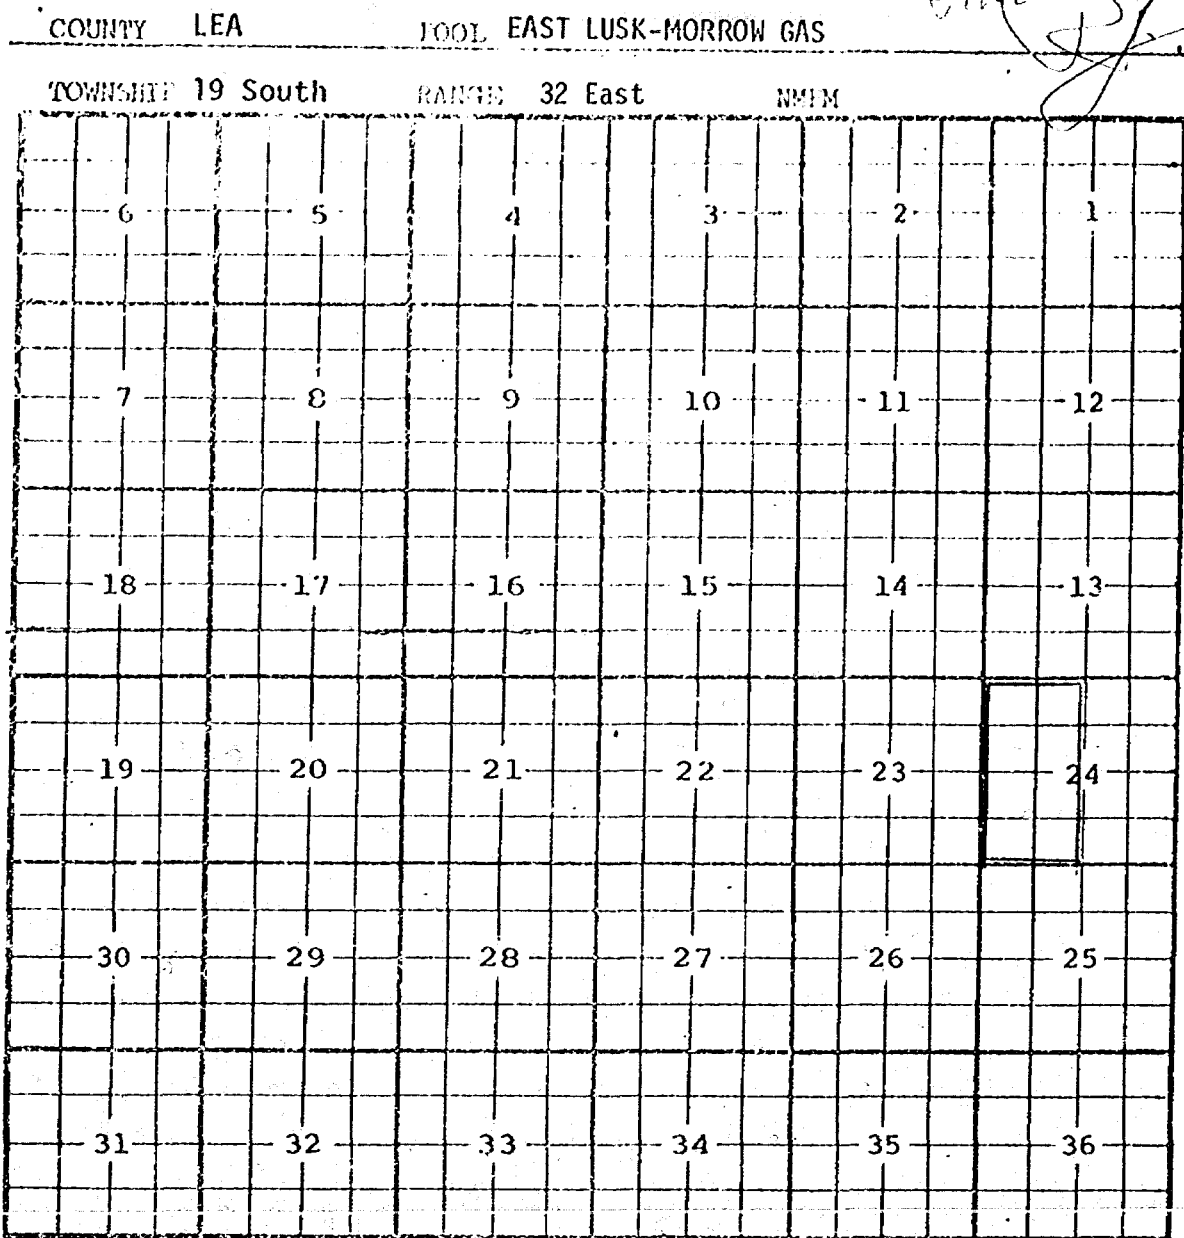 COUNTY LEA POOL EAST LUSK-MORROW GAS
TOWNSHIP 19 South RANGE 32 East NMPM
6 5 4 3 2 1
7 8 9 10 11 12
18 17 16 15 14 13
19 20 21 22 23 24
30 29 28 27 26 25
31 32 33 34 35 36